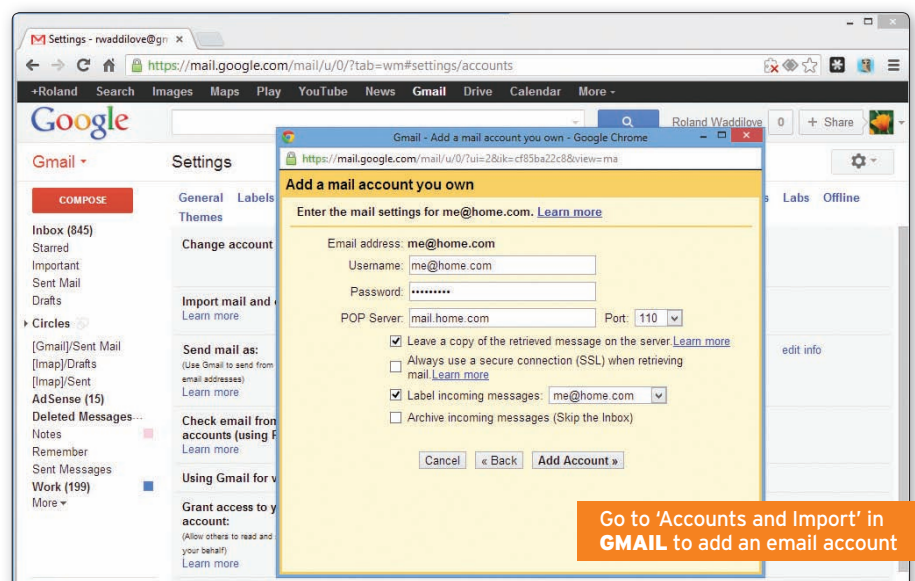 Settings - rwaddilove@gm
https://mail.google.com/mail/u/0/?tab=wm#settings/accounts
+Roland Search Images Maps Play YouTube News Gmail Drive Calendar More
Google
Roland Waddilove 0 + Share
Gmail
Settings
COMPOSE
Inbox (845)
Starred
Important
Sent Mail
Drafts
Circles
[Gmail]/Sent Mail
[Imap]/Drafts
[Imap]/Sent
AdSense (15)
Deleted Messages...
Notes
Remember
Sent Messages
Work (199)
More
General Labels
Labs Offline
Themes
Change account
Import mail and
Learn more
Send mail as:
(Use Gmail to send from
email addresses)
Learn more
edit info
Check email from
accounts (using
Learn more
Using Gmail for
Grant access to
account:
(Allow others to read and
your behalf)
Learn more
Gmail - Add a mail account you own - Google Chrome
https://mail.google.com/mail/u/0/?ui=2&ik=cf85ba22c8&view=ma
Add a mail account you own
Enter the mail settings for me@home.com. Learn more
Email address: me@home.com
Username: me@home.com
Password: •••••••••
POP Server: mail.home.com Port: 110
Leave a copy of the retrieved message on the server. Learn more
Always use a secure connection (SSL) when retrieving
mail. Learn more
Label incoming messages: me@home.com
Archive incoming messages (Skip the Inbox)
Cancel « Back Add Account »
Go to ‘Accounts and Import’ in
GMAIL to add an email account